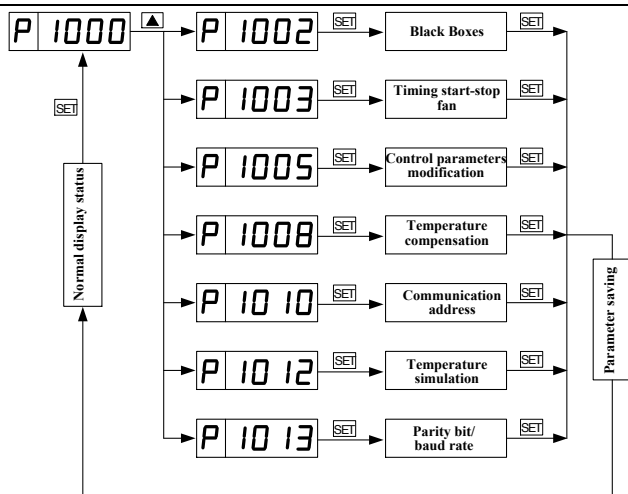 P 1000 ▲ P 1002 SET Black Boxes SET
SET P 1003 SET Timing start-stop SET
fan
P 1005 SET Control parameters SET
modification
Normal display status
P 1008 SET Temperature SET
compensation
Parameter saving
P 1010 SET Communication SET
address
P 1012 SET Temperature SET
simulation
P 1013 SET Parity bit/ SET
baud rate